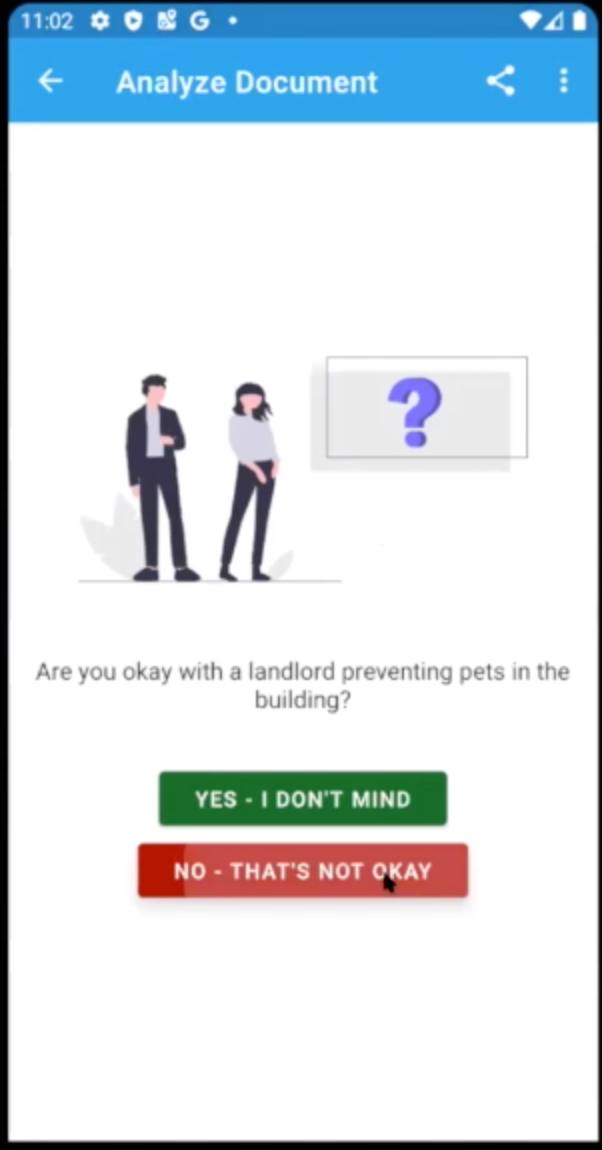 11:02
Analyze Document
?
Are you okay with a landlord preventing pets in the
building?
YES - I DON'T MIND
NO - THAT'S NOT OKAY